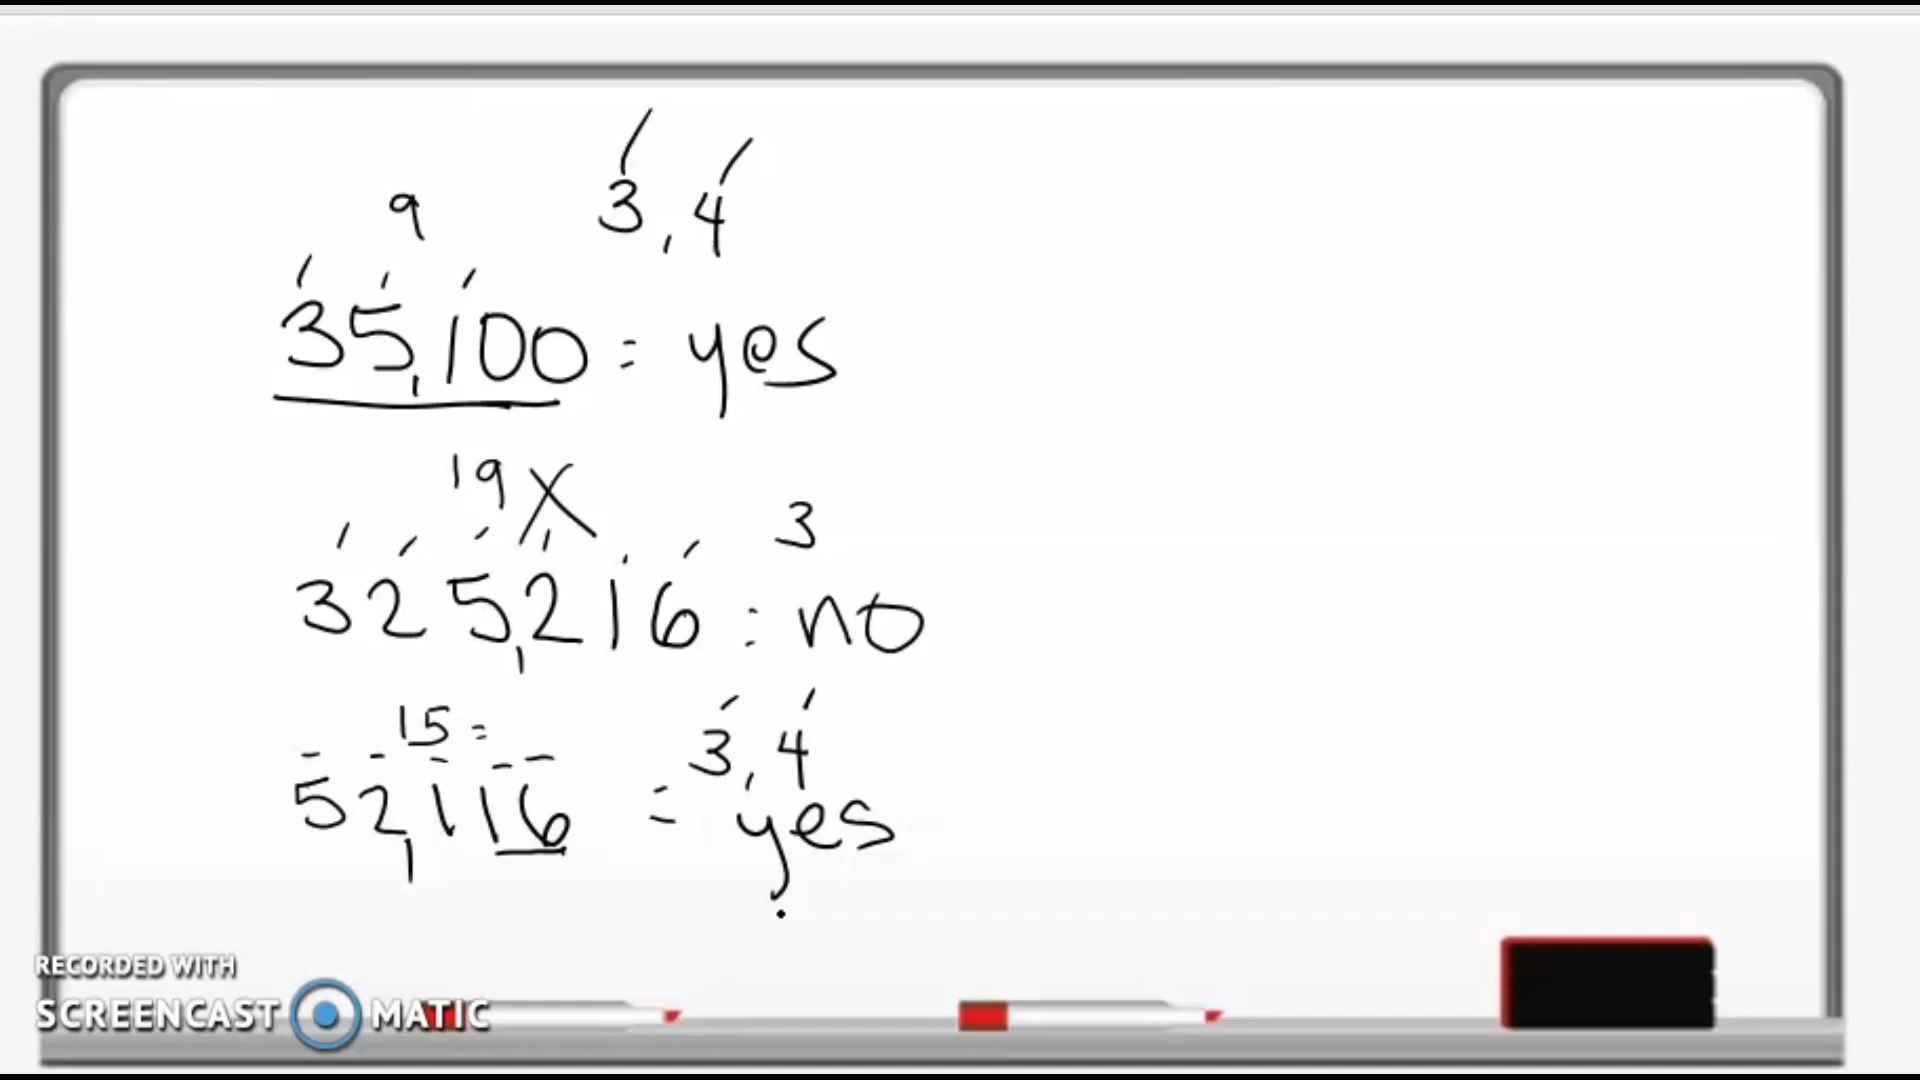 9 3, 4
35,100 = yes
19 X
3
325,216 : no
15 = 3, 4
52,116 = yes
RECORDED WITH
SCREENCAST MATIC